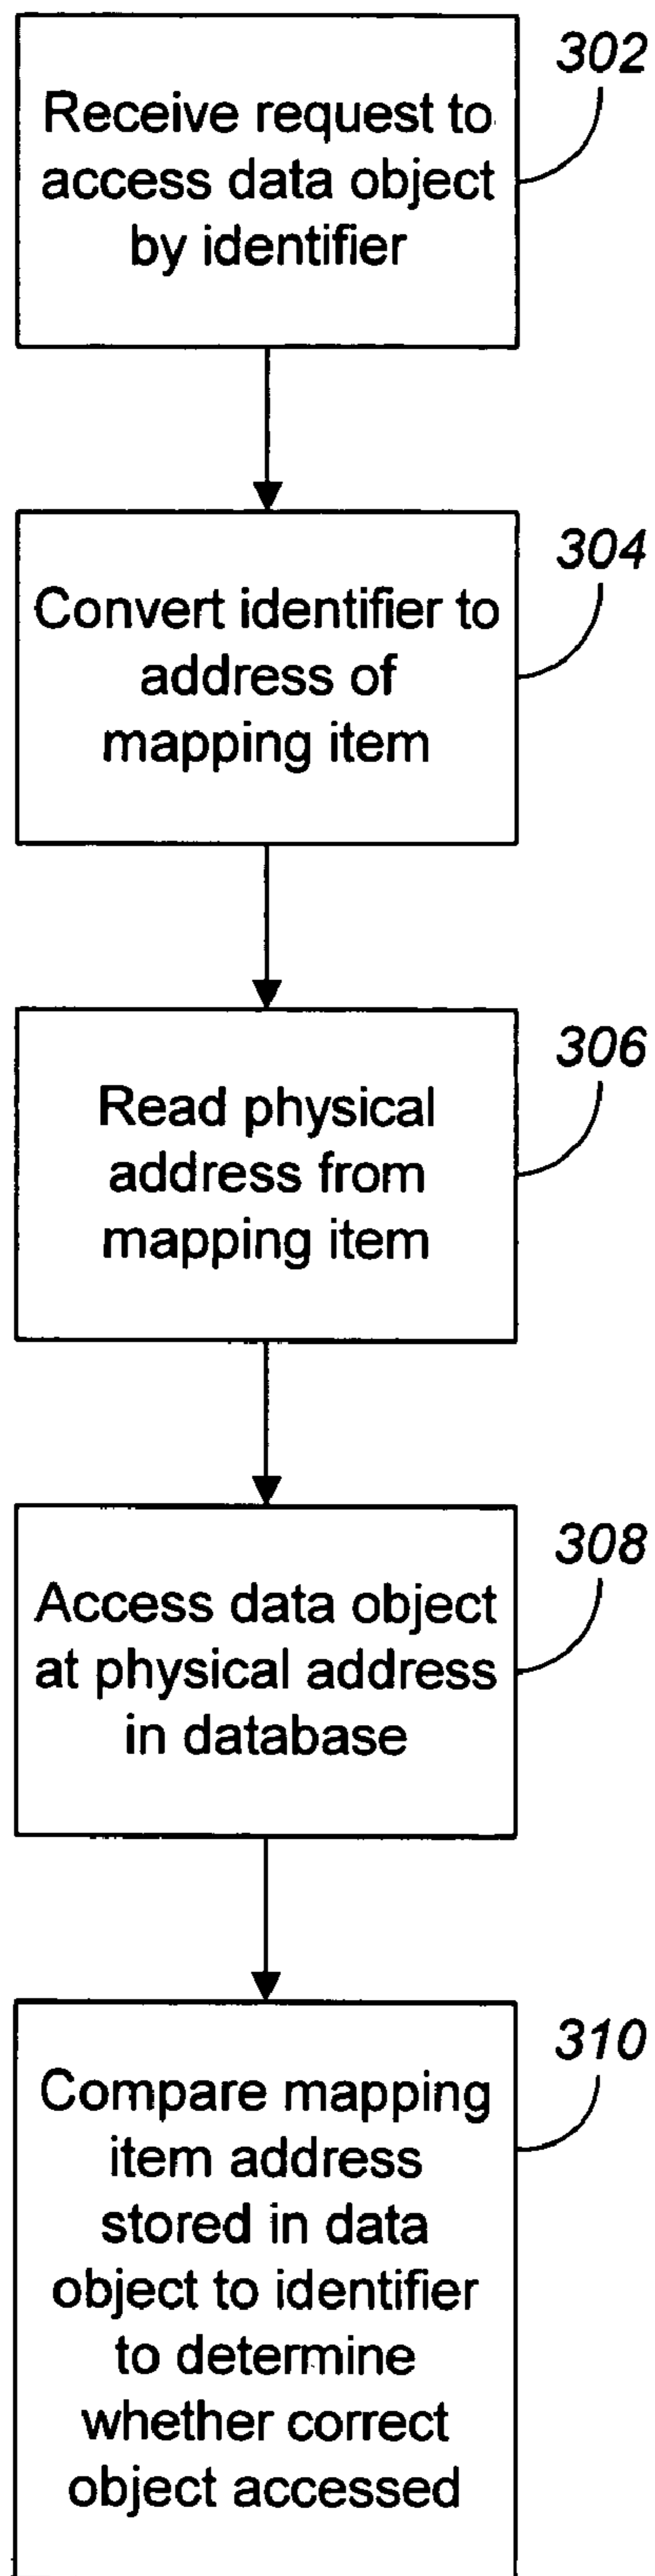 302
Receive request to
access data object
by identifier
304
Convert identifier to
address of
mapping item
306
Read physical
address from
mapping item
308
Access data object
at physical address
in database
310
Compare mapping
item address
stored in data
object to identifier
to determine
whether correct
object accessed